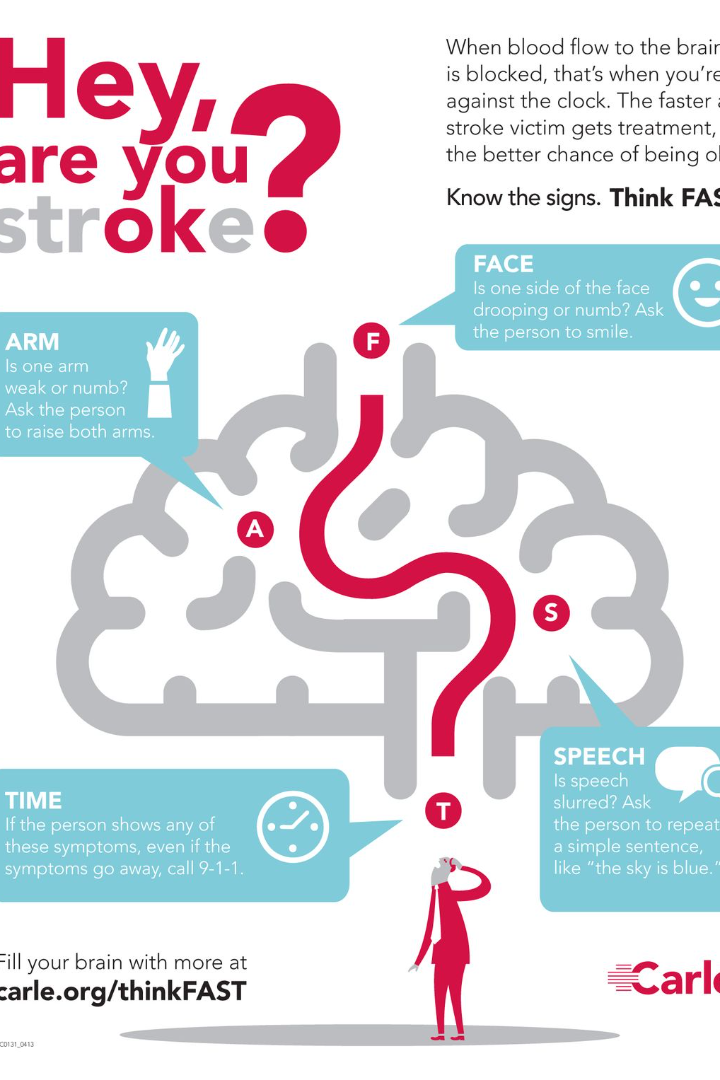 Hey,
are you
stroke?
When blood flow to the brain
is blocked, that's when you're
against the clock. The faster a
stroke victim gets treatment,
the better chance of being
Know the signs. Think FAS
FACE
Is one side of the face
drooping or numb? Ask
the person to smile.
F
ARM
Is one arm
weak or numb?
Ask the person
to raise both arms.
A
S
SPEECH
Is speech
slurred? Ask
the person to repeat
a simple sentence,
like "the sky is blue."
TIME
If the person shows any of
these symptoms, even if the
symptoms go away, call 9-1-1.
T
Fill your brain with more at
carle.org/thinkFAST
Carle
C0131_0413